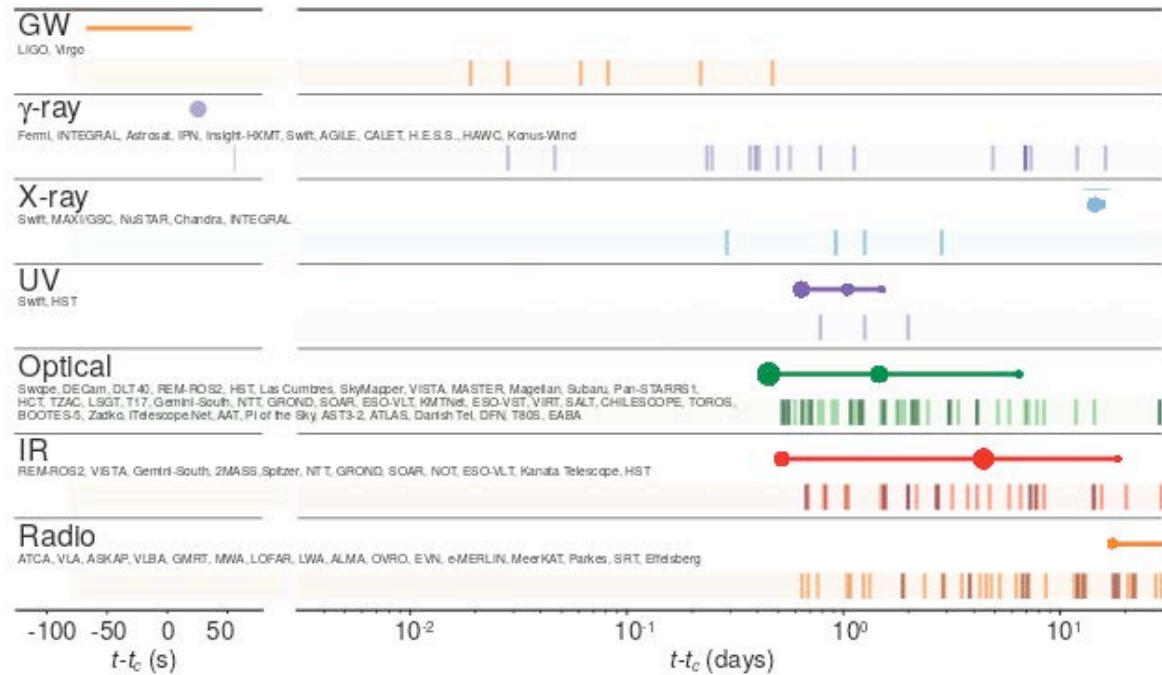 GW
LIGO, Virgo
γ-ray
Fermi, INTEGRAL, Astrosat, IPN, Insight-HXMT, Swift, AGILE, CALET, H.E.S.S., HAWC, Konus-Wind
X-ray
Swift, MAXI/GSC, NuSTAR, Chandra, INTEGRAL
UV
Swift, HST
Optical
Swope, DECam, DLT40, REM-ROS2, HST, Las Cumbres, SkyMapper, VISTA, MASTER, Magellan, Subaru, Pan-STARRS1,
HCT, TZAC, LSGT, T17, Gemini-South, NTT, GROND, SOAR, ESO-VLT, KMTNet, ESO-VST, VIRT, SALT, CHILESCOPE, TOROS,
BOOTES-5, Zadko, iTelescope.Net, AAT, Pi of the Sky, AST3-2, ATLAS, Danish Tel, DFN, T80S, EABA
IR
REM-ROS2, VISTA, Gemini-South, 2MASS,Spitzer, NTT, GROND, SOAR, NOT, ESO-VLT, Kanata Telescope, HST
Radio
ATCA, VLA, ASKAP, VLBA, GMRT, MWA, LOFAR, LWA, ALMA, OVRO, EVN, e-MERLIN, MeerKAT, Parkes, SRT, Effelsberg
-100 -50 0 50 10⁻² 10⁻¹ 10⁰ 10¹
t-t_c (s) t-t_c (days)